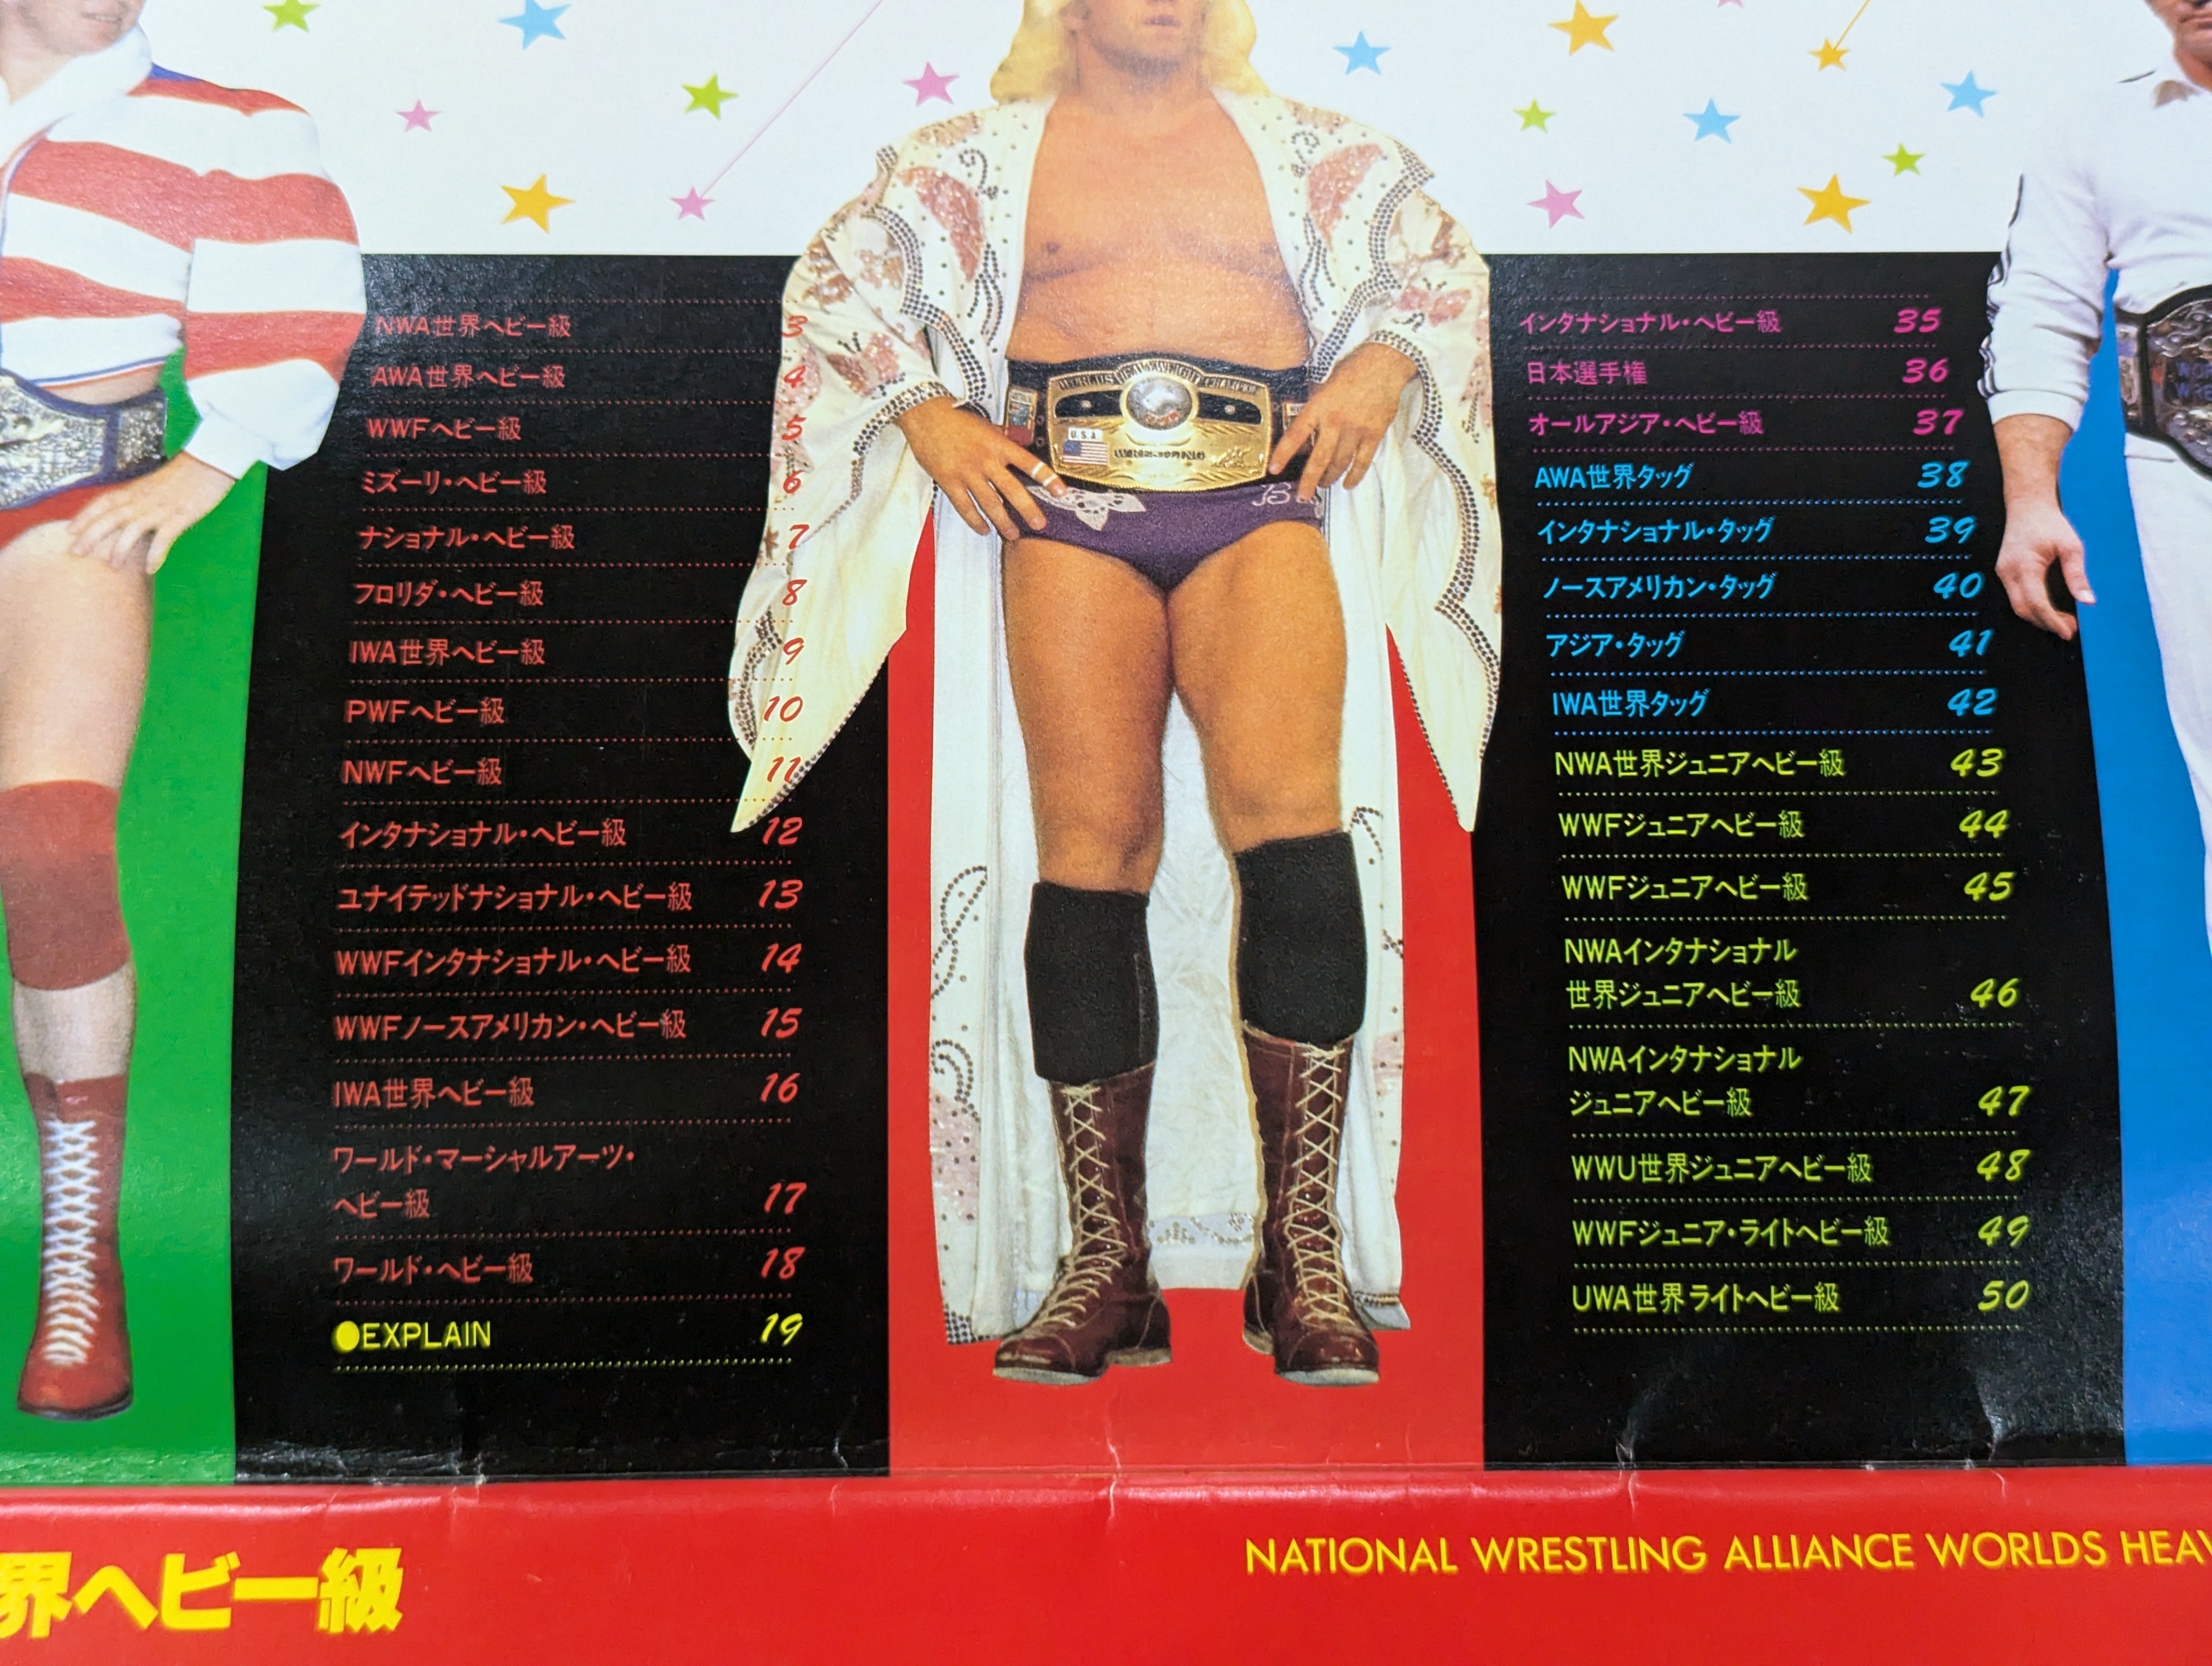 NWA世界ヘビー級 3
AWA世界ヘビー級 4
WWFヘビー級 5
ミズーリ・ヘビー級 6
ナショナル・ヘビー級 7
フロリダ・ヘビー級 8
IWA世界ヘビー級 9
PWFヘビー級 10
NWFヘビー級 11
インタナショナル・ヘビー級 12
ユナイテッドナショナル・ヘビー級 13
WWFインタナショナル・ヘビー級 14
WWFノースアメリカン・ヘビー級 15
IWA世界ヘビー級 16
ワールド・マーシャルアーツ・
ヘビー級 17
ワールド・ヘビー級 18
●EXPLAIN 19
U.S.A
インタナショナル・ヘビー級 35
日本選手権 36
オールアジア・ヘビー級 37
AWA世界タッグ 38
インタナショナル・タッグ 39
ノースアメリカン・タッグ 40
アジア・タッグ 41
IWA世界タッグ 42
NWA世界ジュニアヘビー級 43
WWFジュニアヘビー級 44
WWFジュニアヘビー級 45
NWAインタナショナル
世界ジュニアヘビー級 46
NWAインタナショナル
ジュニアヘビー級 47
WWU世界ジュニアヘビー級 48
WWFジュニア・ライトヘビー級 49
UWA世界ライトヘビー級 50
界ヘビー級
NATIONAL WRESTLING ALLIANCE WORLDS HEAV